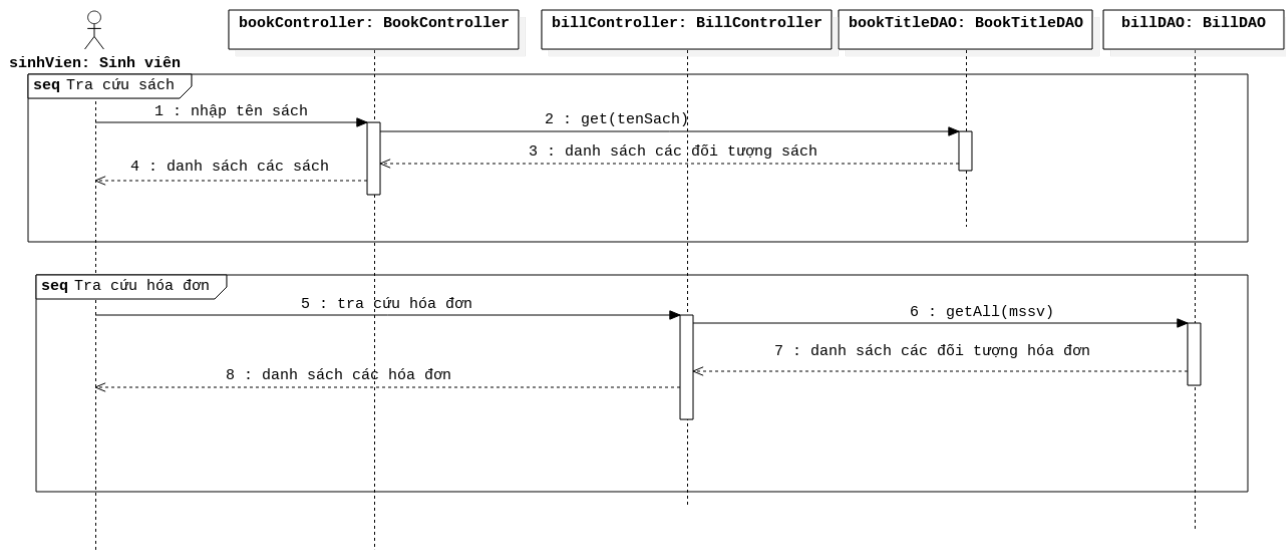 bookController: BookController
billController: BillController
bookTitleDAO: BookTitleDAO
billDAO: BillDAO
sinhVien: Sinh viên
seq Tra cứu sách
1 : nhập tên sách
2 : get(tenSach)
3 : danh sách các đối tượng sách
4 : danh sách các sách
seq Tra cứu hóa đơn
5 : tra cứu hóa đơn
6 : getAll(mssv)
7 : danh sách các đối tượng hóa đơn
8 : danh sách các hóa đơn